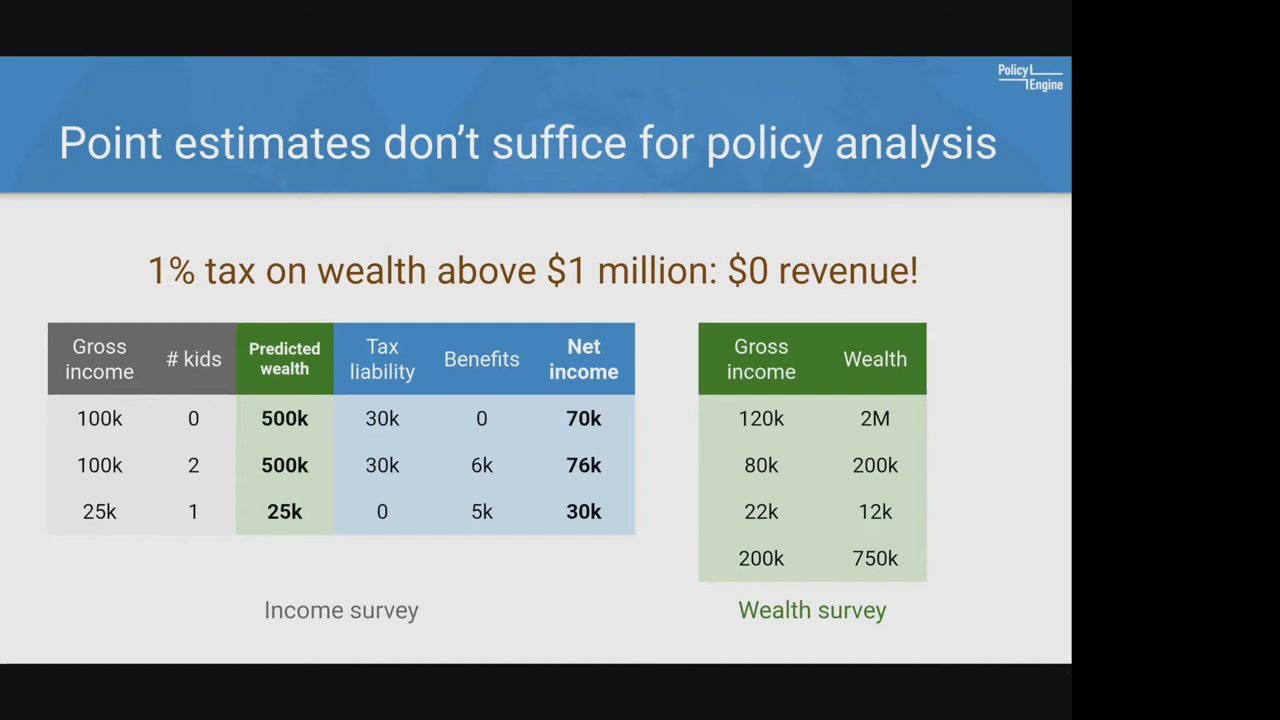 Policy
Engine
Point estimates don't suffice for policy analysis
1% tax on wealth above $1 million: $0 revenue!
Gross income # kids Predicted wealth Tax liability Benefits Net income
100k 0 500k 30k 0 70k
100k 2 500k 30k 6k 76k
25k 1 25k 0 5k 30k
Income survey
Gross income Wealth
120k 2M
80k 200k
22k 12k
200k 750k
Wealth survey